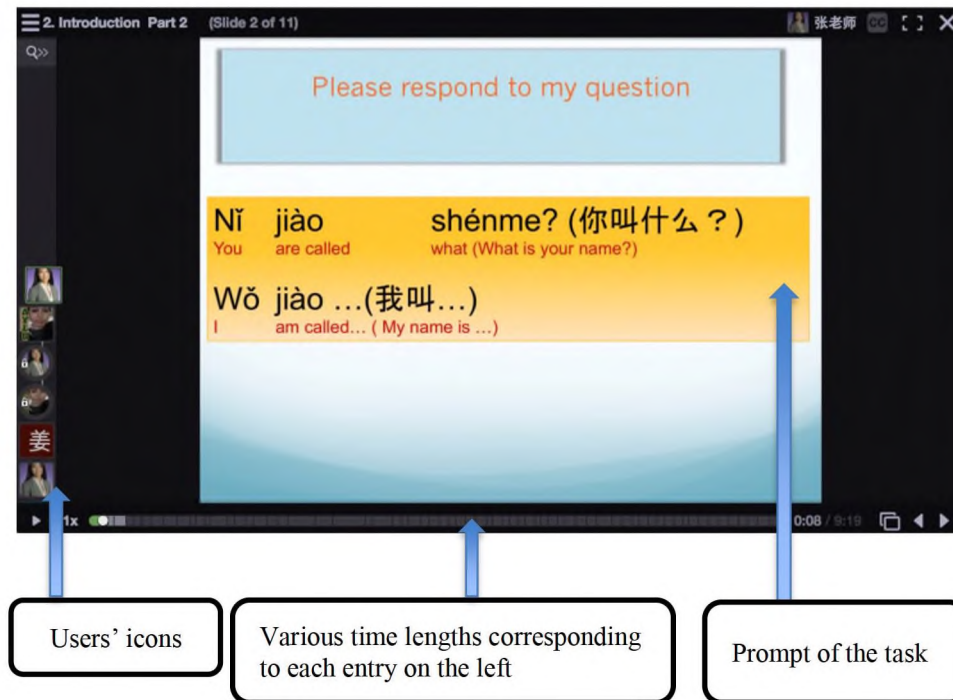 2. Introduction Part 2 (Slide 2 of 11) 张老师 CC
Please respond to my question
Nǐ jiào shénme? (你叫什么？)
You are called what (What is your name?)
Wǒ jiào …(我叫…)
I am called… ( My name is …)
姜
1x 0:08 / 9:19
Users’ icons
Various time lengths corresponding
to each entry on the left
Prompt of the task